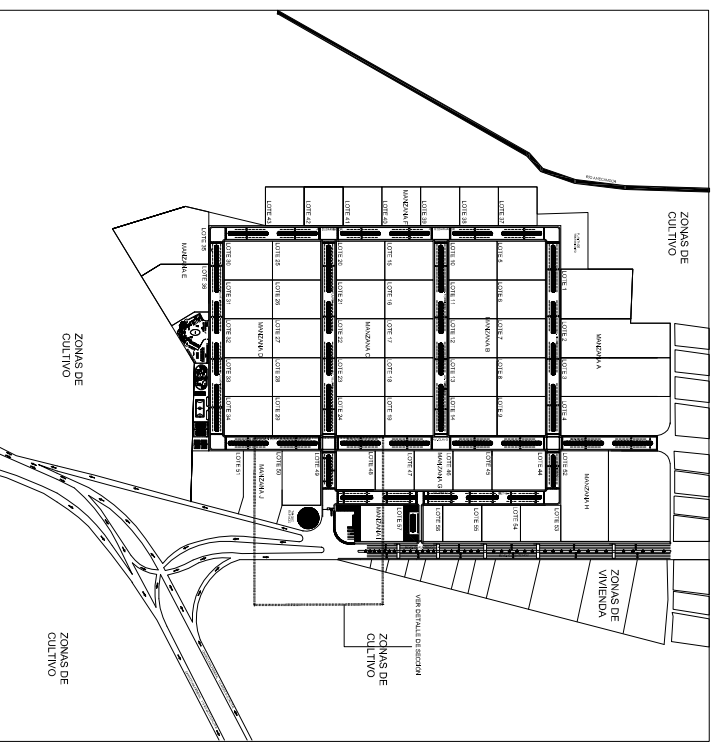 ZONAS DE
CULTIVO
LOTE 1
LOTE 2
LOTE 3
LOTE 4
MANZANA A
LOTE 5
LOTE 6
LOTE 7
LOTE 8
LOTE 9
MANZANA B
LOTE 10
LOTE 11
LOTE 12
LOTE 13
LOTE 14
LOTE 15
LOTE 16
LOTE 17
LOTE 18
LOTE 19
MANZANA C
LOTE 20
LOTE 21
LOTE 22
LOTE 23
LOTE 24
LOTE 25
LOTE 26
LOTE 27
LOTE 28
LOTE 29
MANZANA D
LOTE 30
LOTE 31
LOTE 32
LOTE 33
LOTE 34
LOTE 35
LOTE 36
MANZANA E
LOTE 37
LOTE 38
LOTE 39
LOTE 40
LOTE 41
LOTE 42
LOTE 43
MANZANA F
LOTE 44
LOTE 45
LOTE 46
LOTE 47
LOTE 48
LOTE 49
MANZANA G
LOTE 50
LOTE 51
MANZANA J
LOTE 52
LOTE 53
MANZANA H
LOTE 54
LOTE 55
LOTE 56
LOTE 57
MANZANA I
ZONAS DE
VIVIENDA
VER DETALLE DE SECCIÓN
ZONAS DE
CULTIVO
ZONAS DE
CULTIVO
ZONAS DE
CULTIVO